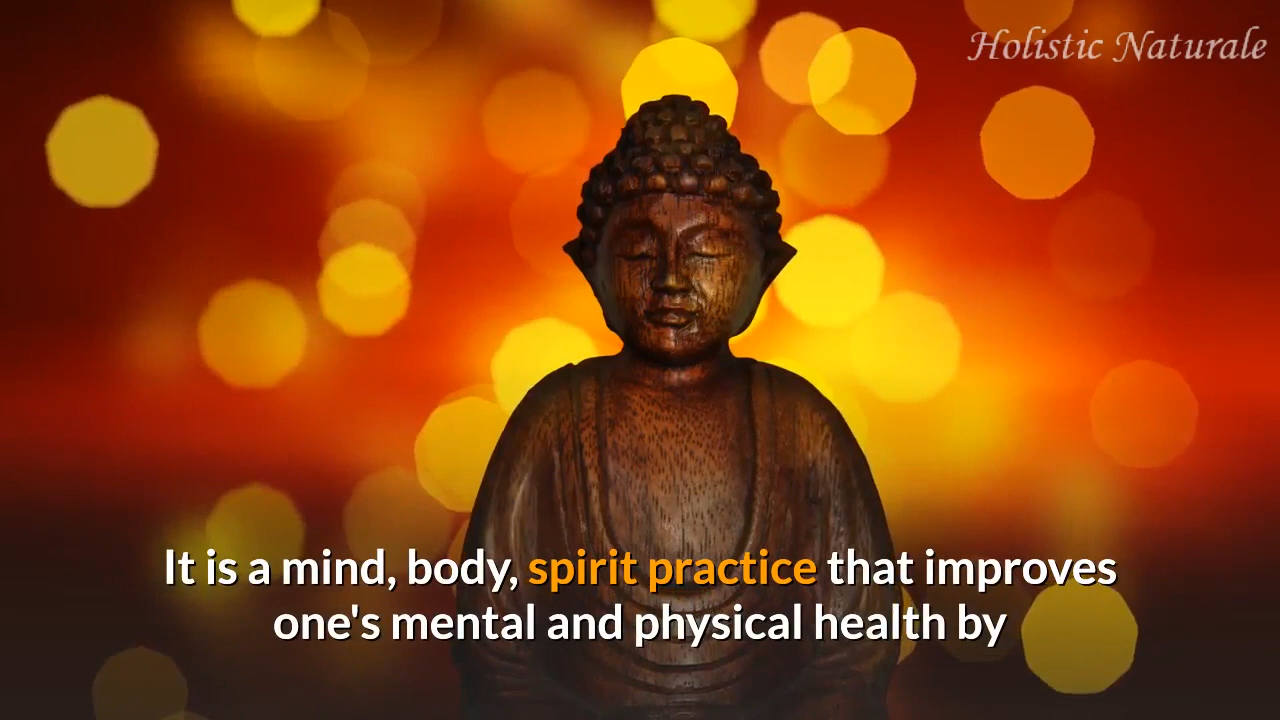 Holistic Naturale
It is a mind, body, spirit practice that improves
one's mental and physical health by